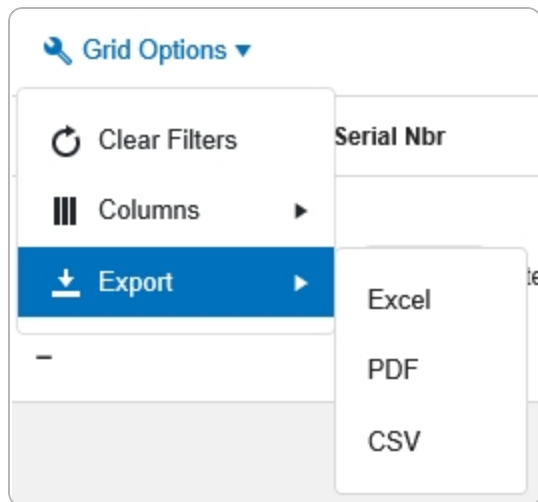 Grid Options
Clear Filters
Serial Nbr
Columns
Export
Excel
PDF
CSV
–